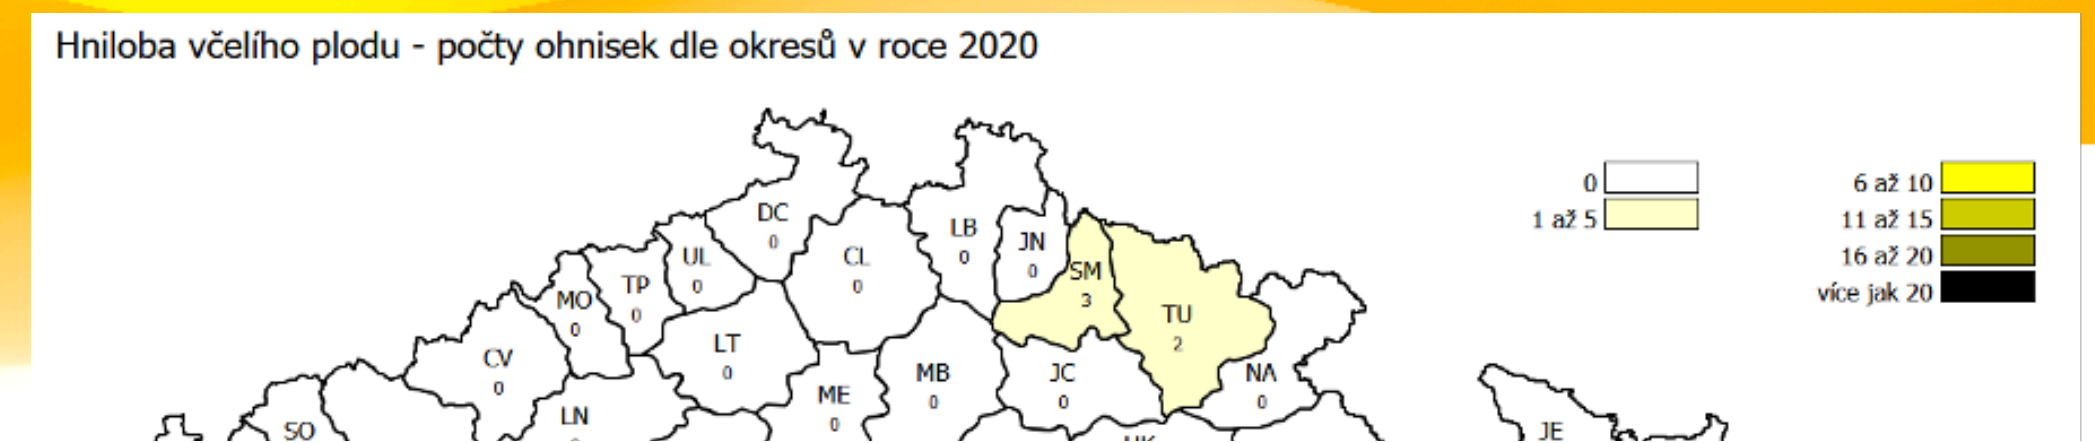 Hniloba včelího plodu - počty ohnisek dle okresů v roce 2020
0
1 až 5
6 až 10
11 až 15
16 až 20
více jak 20
DC
0
LB
0
JN
0
UL
0
CL
0
SM
3
TP
0
MO
0
TU
2
LT
0
CV
0
MB
0
JC
0
NA
0
ME
0
LN
SO
JE